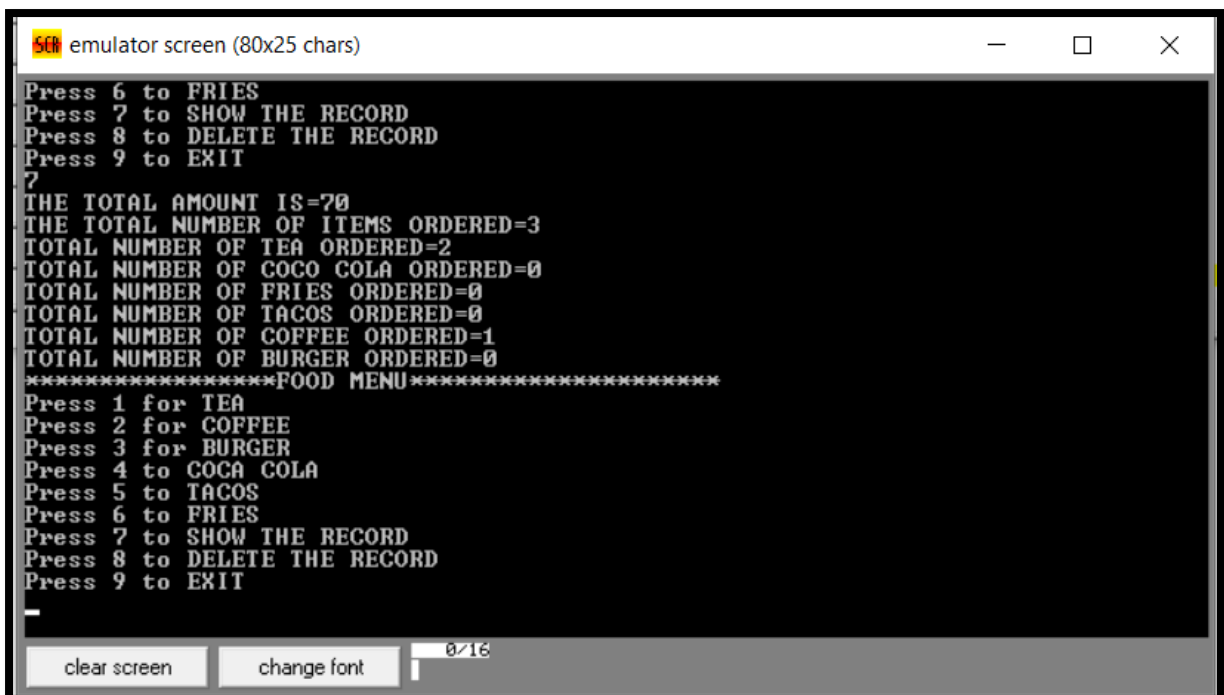 SCR emulator screen (80x25 chars)
Press 6 to FRIES
Press 7 to SHOW THE RECORD
Press 8 to DELETE THE RECORD
Press 9 to EXIT
7
THE TOTAL AMOUNT IS=70
THE TOTAL NUMBER OF ITEMS ORDERED=3
TOTAL NUMBER OF TEA ORDERED=2
TOTAL NUMBER OF COCO COLA ORDERED=0
TOTAL NUMBER OF FRIES ORDERED=0
TOTAL NUMBER OF TACOS ORDERED=0
TOTAL NUMBER OF COFFEE ORDERED=1
TOTAL NUMBER OF BURGER ORDERED=0
*****************FOOD MENU*********************
Press 1 for TEA
Press 2 for COFFEE
Press 3 for BURGER
Press 4 to COCA COLA
Press 5 to TACOS
Press 6 to FRIES
Press 7 to SHOW THE RECORD
Press 8 to DELETE THE RECORD
Press 9 to EXIT
clear screen change font 0/16